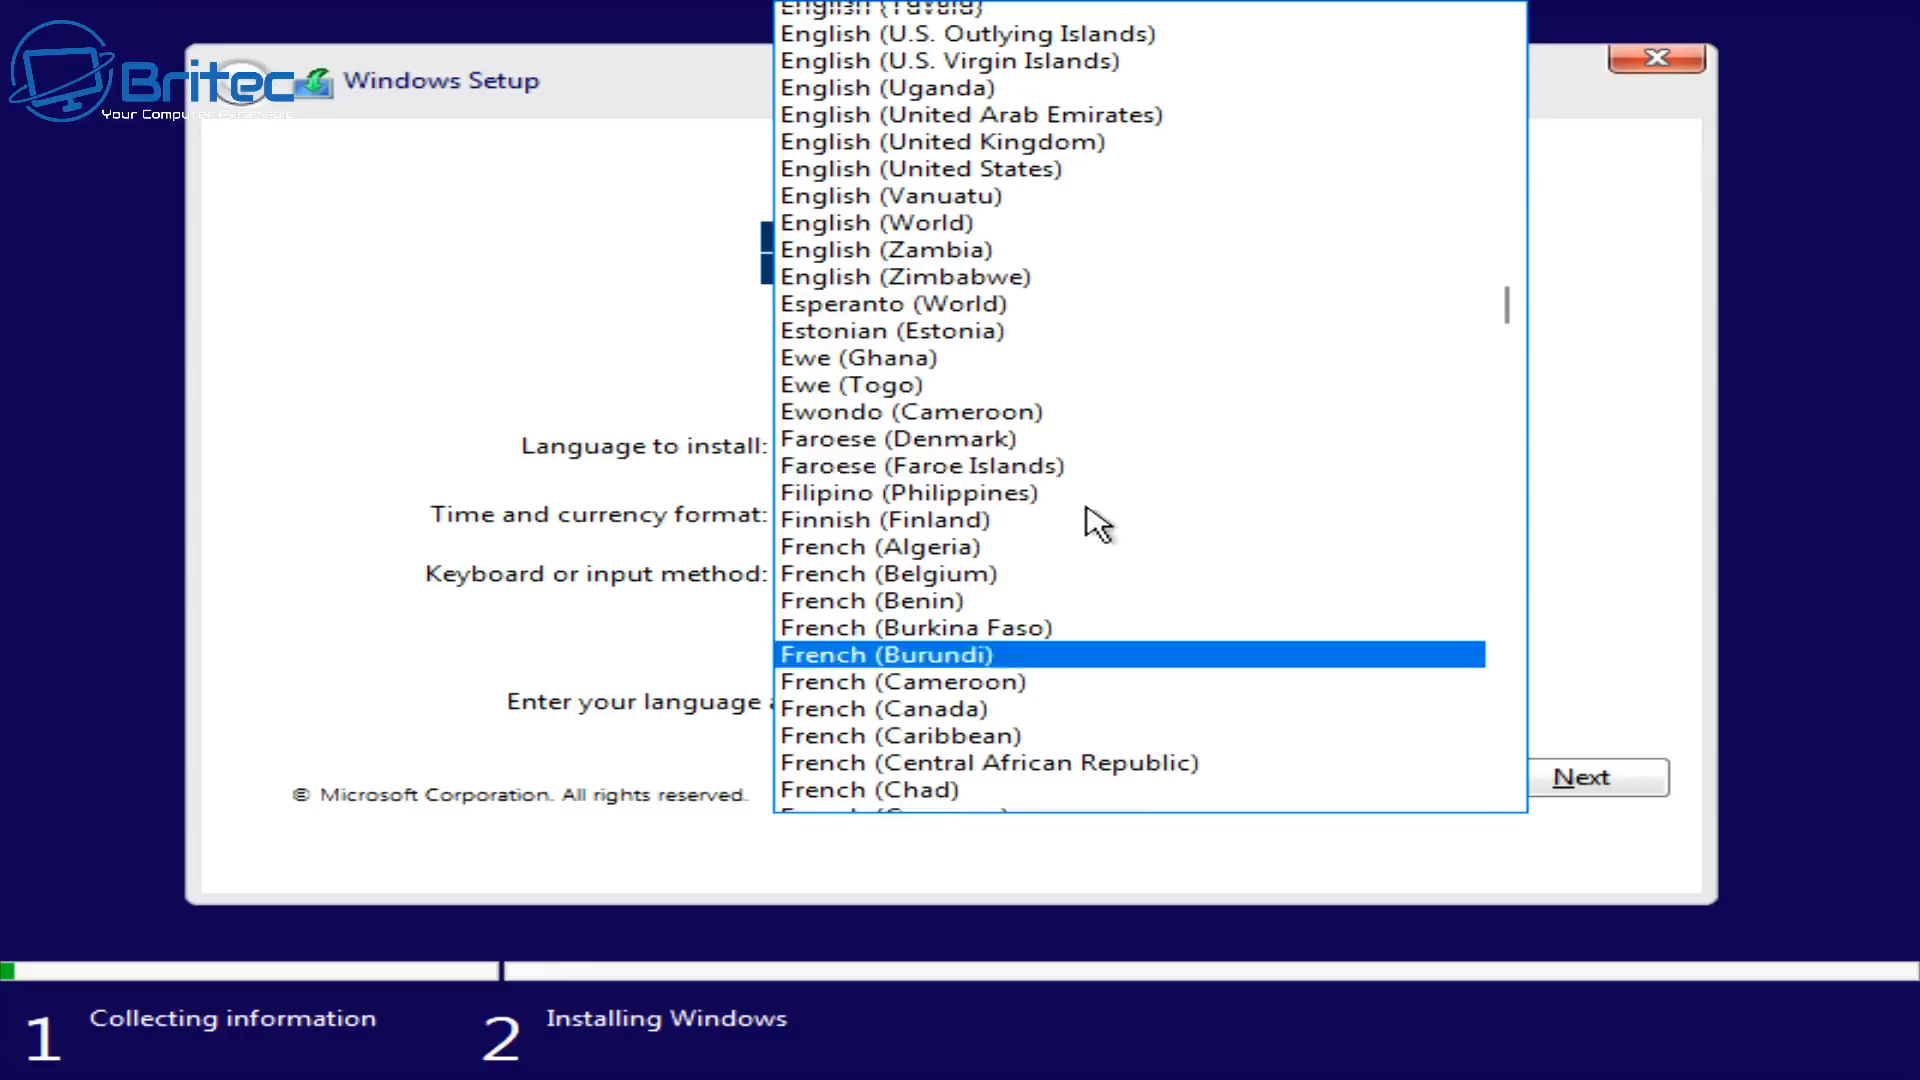 Britec
Your Computer Paramedic
Windows Setup
English (U.S. Outlying Islands)
English (U.S. Virgin Islands)
English (Uganda)
English (United Arab Emirates)
English (United Kingdom)
English (United States)
English (Vanuatu)
English (World)
English (Zambia)
English (Zimbabwe)
Esperanto (World)
Estonian (Estonia)
Ewe (Ghana)
Ewe (Togo)
Ewondo (Cameroon)
Faroese (Denmark)
Faroese (Faroe Islands)
Filipino (Philippines)
Finnish (Finland)
French (Algeria)
French (Belgium)
French (Benin)
French (Burkina Faso)
French (Burundi)
French (Cameroon)
French (Canada)
French (Caribbean)
French (Central African Republic)
French (Chad)
Language to install:
Time and currency format:
Keyboard or input method:
Enter your language
Next
© Microsoft Corporation. All rights reserved.
1 Collecting information
2 Installing Windows